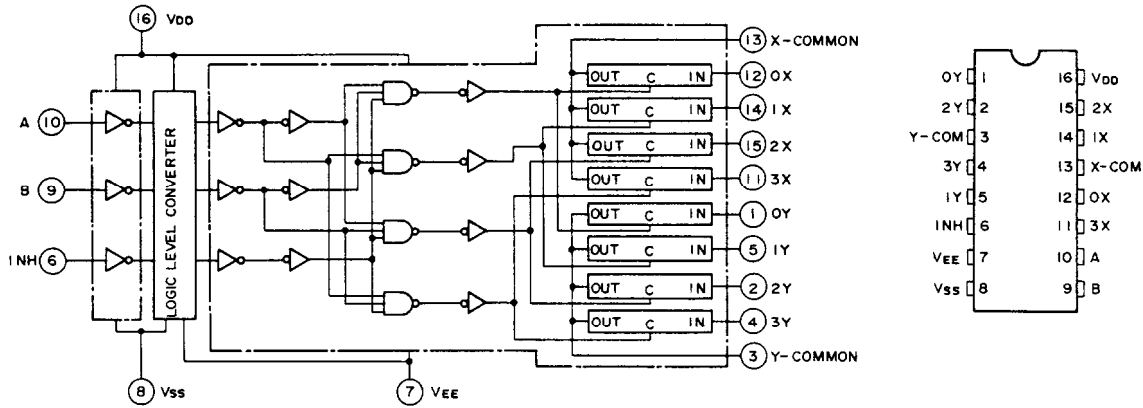 16 VDD
A 10
B 9
INH 6
LOGIC LEVEL CONVERTER
8 VSS
7 VEE
13 X-COMMON
OUT C IN 12 0X
OUT C IN 14 1X
OUT C IN 15 2X
OUT C IN 11 3X
OUT C IN 1 0Y
OUT C IN 5 1Y
OUT C IN 2 2Y
OUT C IN 4 3Y
3 Y-COMMON
0Y 1 16 VDD
2Y 2 15 2X
Y-COM 3 14 1X
3Y 4 13 X-COM
1Y 5 12 0X
INH 6 11 3X
VEE 7 10 A
VSS 8 9 B